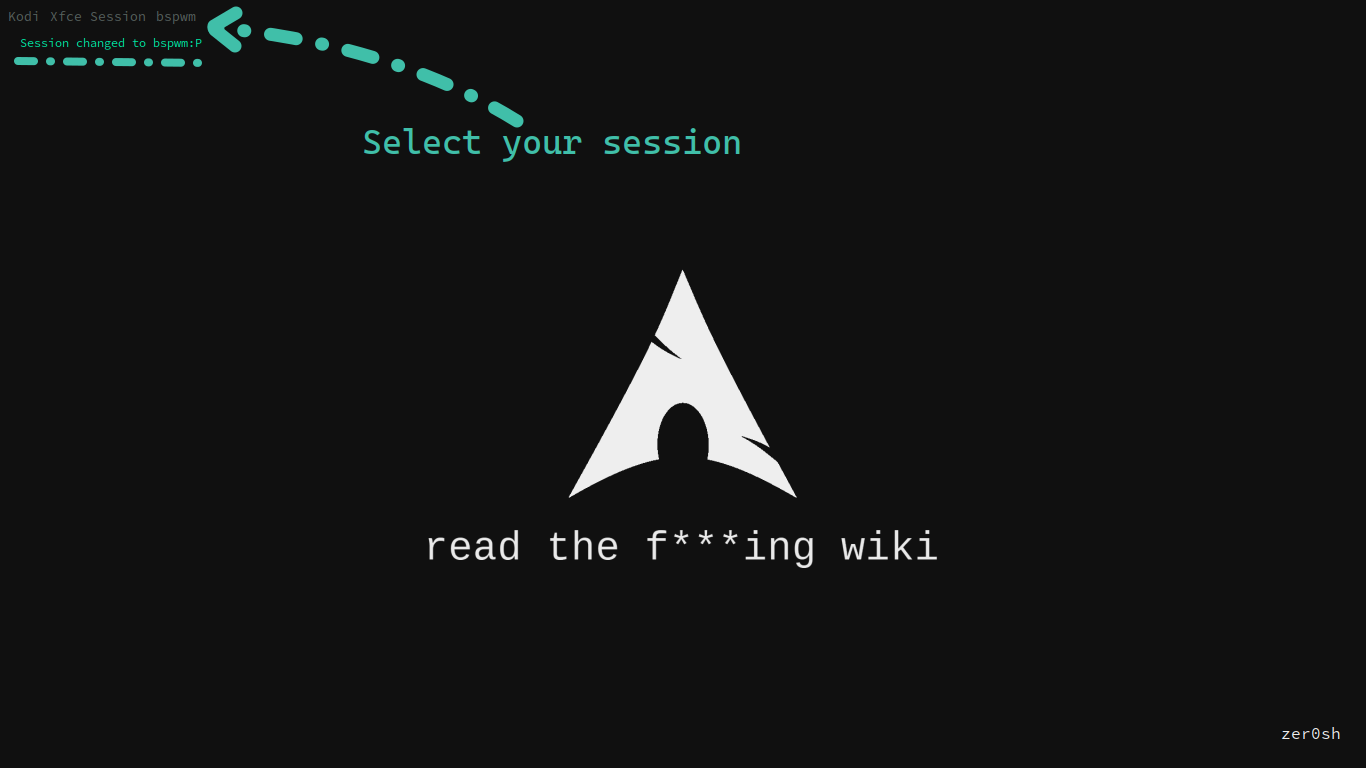 Kodi Xfce Session bspwm
Session changed to bspwm:P
Select your session
read the f***ing wiki
zer0sh